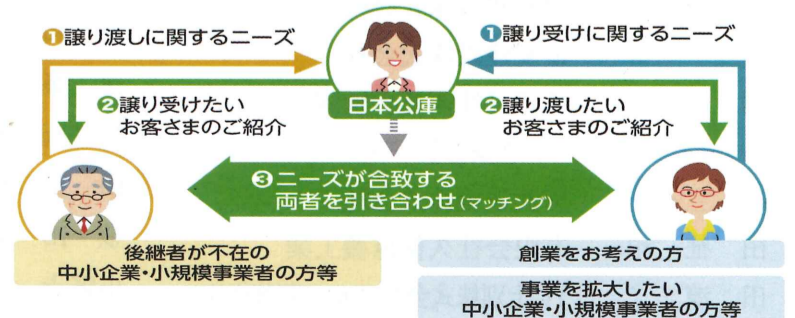 ❶譲り渡しに関するニーズ
❶譲り受けに関するニーズ
日本公庫
❷譲り受けたい
お客さまのご紹介
❷譲り渡したい
お客さまのご紹介
❸ニーズが合致する
両者を引き合わせ(マッチング)
後継者が不在の
中小企業・小規模事業者の方等
創業をお考えの方
事業を拡大したい
中小企業・小規模事業者の方等